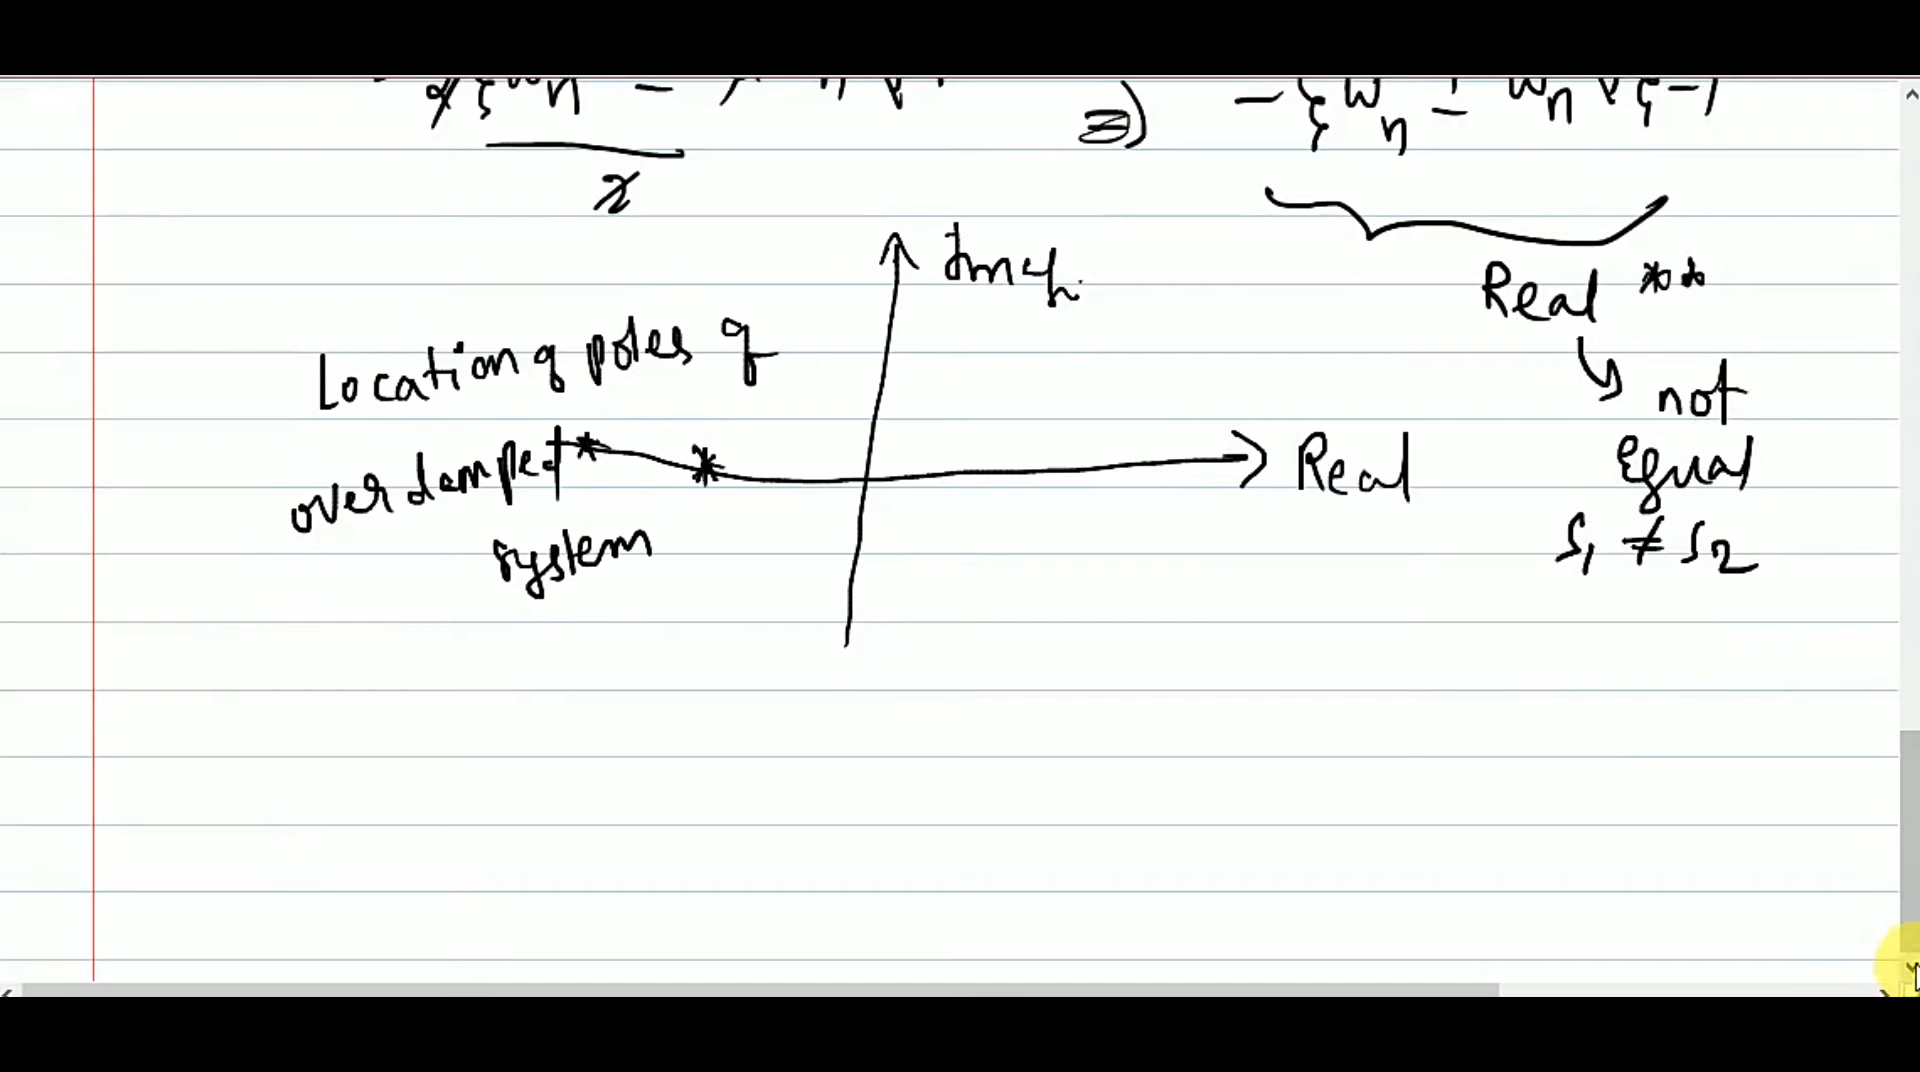 2
Imag.
Real **
Location of poles of
not
overdamped
Real
Equal
system
S₁ ≠ S₂